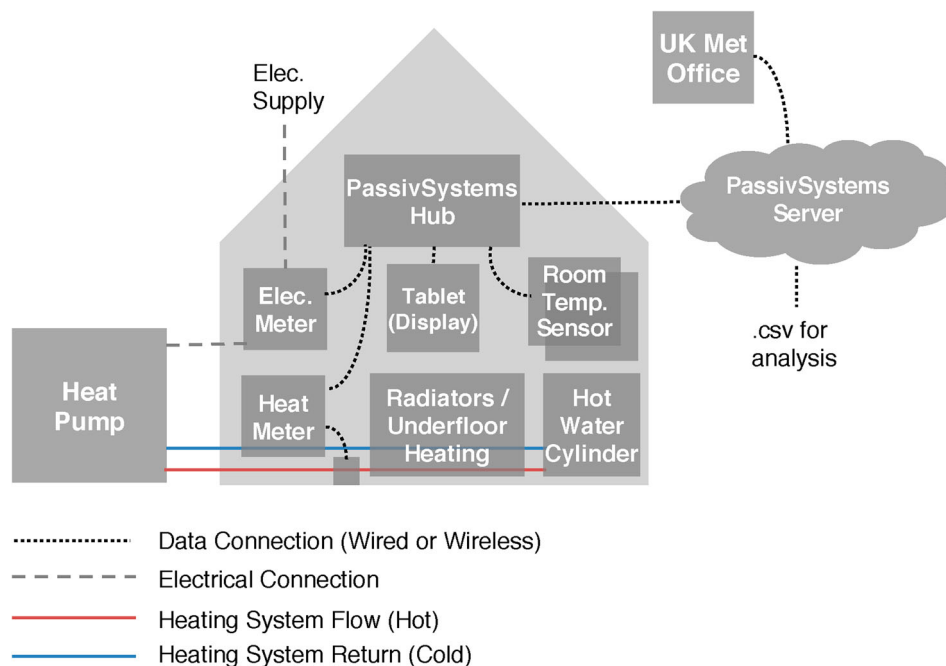 UK Met
Office
Elec.
Supply
PassivSystems
Hub
PassivSystems
Server
Elec.
Meter
Tablet
(Display)
Room
Temp.
Sensor
.csv for
analysis
Heat
Pump
Heat
Meter
Radiators /
Underfloor
Heating
Hot
Water
Cylinder
Data Connection (Wired or Wireless)
Electrical Connection
Heating System Flow (Hot)
Heating System Return (Cold)